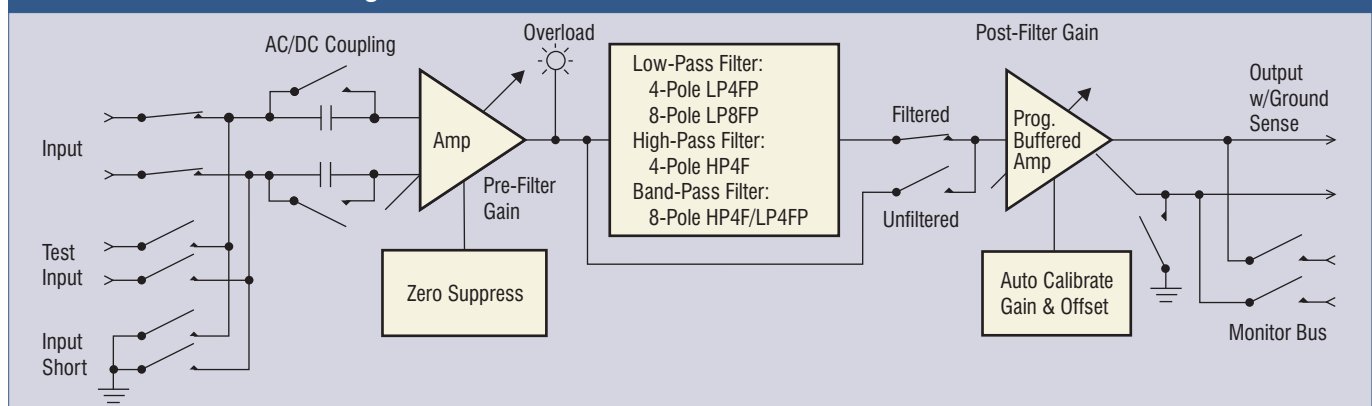 AC/DC Coupling
Overload
Post-Filter Gain
Input
Test
Input
Input
Short
Amp
Pre-Filter
Gain
Zero Suppress
Low-Pass Filter:
4-Pole LP4FP
8-Pole LP8FP
High-Pass Filter:
4-Pole HP4F
Band-Pass Filter:
8-Pole HP4F/LP4FP
Filtered
Unfiltered
Prog.
Buffered
Amp
Auto Calibrate
Gain & Offset
Output
w/Ground
Sense
Monitor Bus